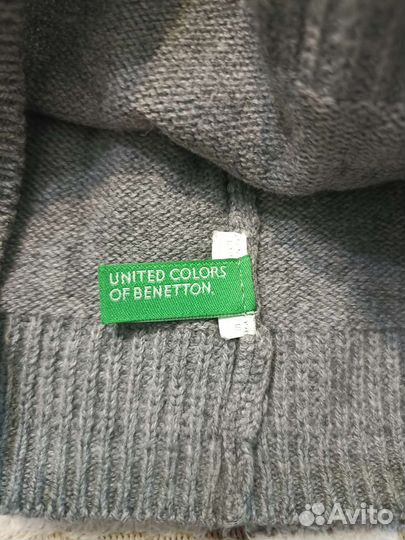 UNITED COLORS
OF BENETTON.
Avito